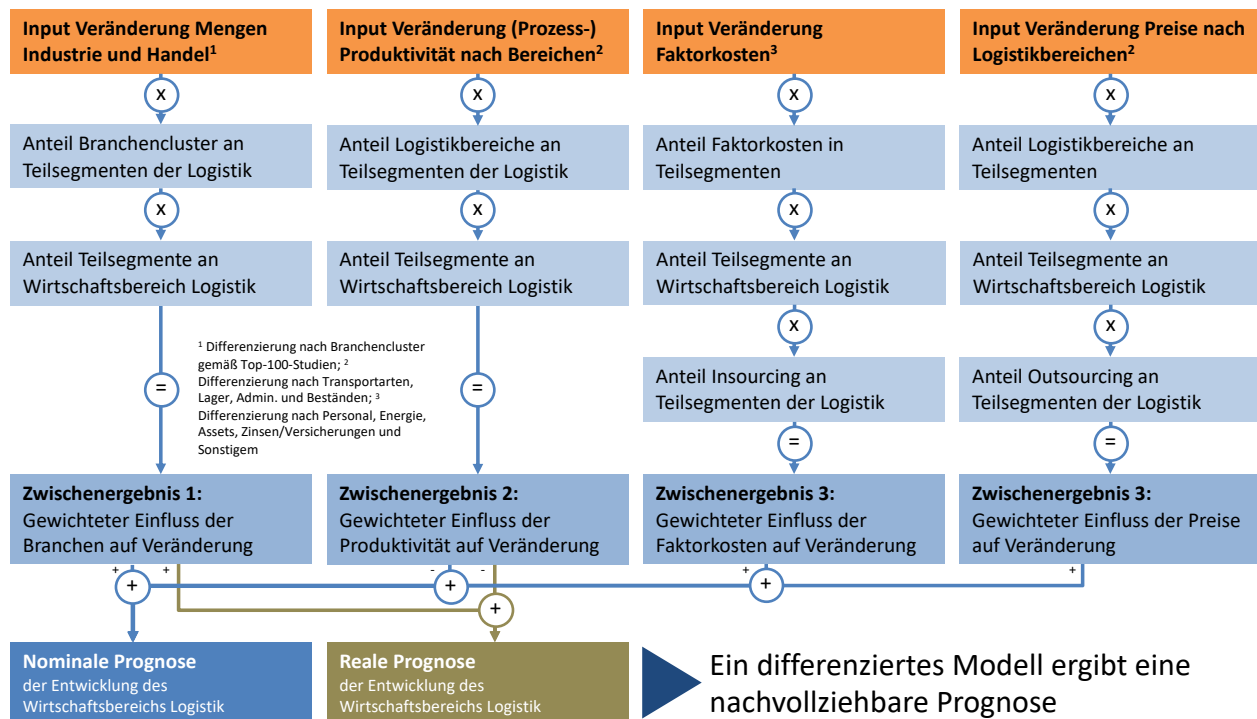 Input Veränderung Mengen
Industrie und Handel¹
Input Veränderung (Prozess-)
Produktivität nach Bereichen²
Input Veränderung
Faktorkosten³
Input Veränderung Preise nach
Logistikbereichen²
x
x
x
x
Anteil Branchencluster an
Teilsegmenten der Logistik
Anteil Logistikbereiche an
Teilsegmenten der Logistik
Anteil Faktorkosten in
Teilsegmenten
Anteil Logistikbereiche an
Teilsegmenten
x
x
x
x
Anteil Teilsegmente an
Wirtschaftsbereich Logistik
Anteil Teilsegmente an
Wirtschaftsbereich Logistik
Anteil Teilsegmente an
Wirtschaftsbereich Logistik
Anteil Teilsegmente an
Wirtschaftsbereich Logistik
x
x
¹ Differenzierung nach Branchencluster
gemäß Top-100-Studien; ²
Differenzierung nach Transportarten,
Lager, Admin. und Beständen; ³
Differenzierung nach Personal, Energie,
Assets, Zinsen/Versicherungen und
Sonstigem
=
=
Anteil Insourcing an
Teilsegmenten der Logistik
Anteil Outsourcing an
Teilsegmenten der Logistik
=
=
Zwischenergebnis 1:
Gewichteter Einfluss der
Branchen auf Veränderung
Zwischenergebnis 2:
Gewichteter Einfluss der
Produktivität auf Veränderung
Zwischenergebnis 3:
Gewichteter Einfluss der
Faktorkosten auf Veränderung
Zwischenergebnis 3:
Gewichteter Einfluss der Preise
auf Veränderung
+ +
- -
+
+
+
+
+
+
Nominale Prognose
der Entwicklung des
Wirtschaftsbereichs Logistik
Reale Prognose
der Entwicklung des
Wirtschaftsbereichs Logistik
Ein differenziertes Modell ergibt eine
nachvollziehbare Prognose